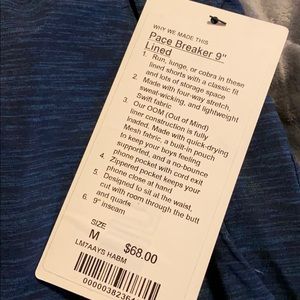 WHY WE MADE THIS
Pace Breaker 9"
Lined
1. Run, lunge, or cobra in these
lined shorts with a classic fit
and lots of storage space
2. Made with four-way stretch,
sweat-wicking, and lightweight
Swift fabric
3. Our OOM (Out of Mind)
liner construction is fully
loaded. Made with quick-drying
Mesh fabric, a built-in pouch
to keep your boys feeling
supported, and a no-bounce
phone pocket with cord exit
4. Zippered pocket keeps your
phone close at hand
5. Designed to sit at the waist,
cut with room through the butt
and quads
6. 9" inseam
SIZE
M $68.00
LM7AAYS HABM